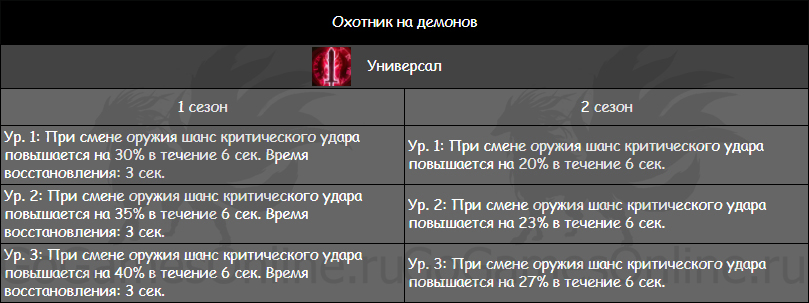 Охотник на демонов
Универсал
1 сезон
2 сезон
Ур. 1: При смене оружия шанс критического удара
повышается на 30% в течение 6 сек. Время
восстановления: 3 сек.
Ур. 1: При смене оружия шанс критического удара
повышается на 20% в течение 6 сек.
Ур. 2: При смене оружия шанс критического удара
повышается на 35% в течение 6 сек. Время
восстановления: 3 сек.
Ур. 2: При смене оружия шанс критического удара
повышается на 23% в течение 6 сек.
Ур. 3: При смене оружия шанс критического удара
повышается на 40% в течение 6 сек. Время
восстановления: 3 сек.
Ур. 3: При смене оружия шанс критического удара
повышается на 27% в течение 6 сек.